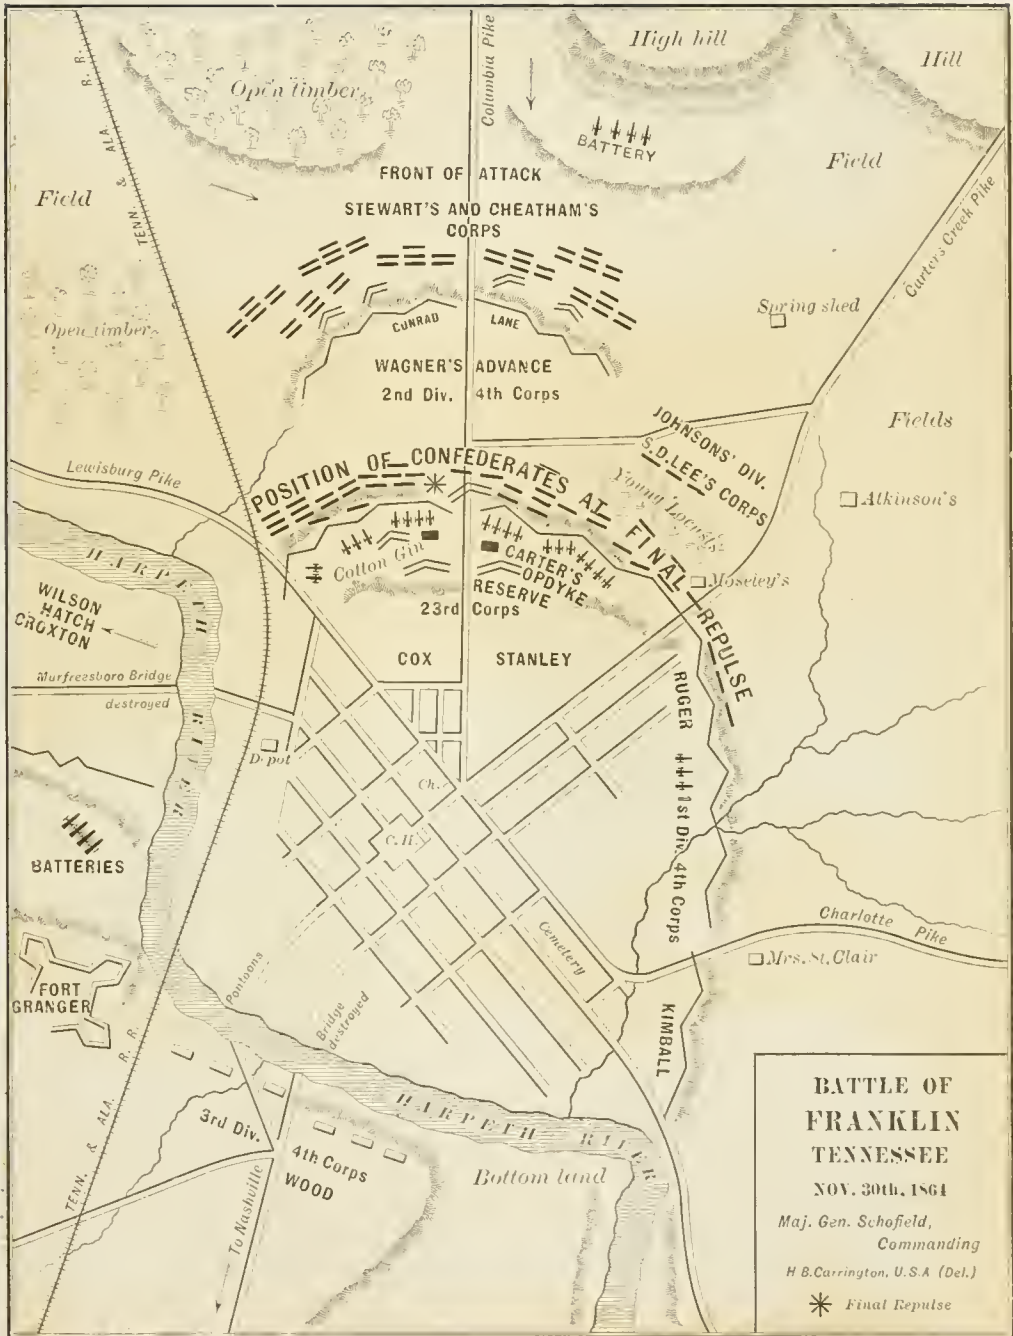 Open timber
High hill
Hill
R. R.
ALA.
&
TENN.
Columbia Pike
BATTERY
Field
Field
FRONT OF ATTACK
STEWART'S AND CHEATHAM'S
CORPS
Carters Creek Pike
Spring shed
Open timber
CONRAD LANE
WAGNER'S ADVANCE
2nd Div. 4th Corps
JOHNSONS' DIV.
S.D.LEE'S CORPS
Fields
Lewisburg Pike
POSITION OF CONFEDERATES AT FINAL REPULSE
Young Locusts
Atkinson's
Cotton Gin
CARTER'S
OPDYKE
RESERVE
23rd Corps
Moseley's
HARPETH RIVER
WILSON
HATCH
CROXTON
COX STANLEY
Murfreesboro Bridge
destroyed
RUGER
Depot
Ch.
C.H.
1st Div. 4th Corps
BATTERIES
Cemetery
Charlotte Pike
Mrs. St. Clair
FORT
GRANGER
Pontoons
Bridge
destroyed
KIMBALL
R. R.
ALA.
&
TENN.
HARPETH RIVER
3rd Div.
4th Corps
WOOD
To Nashville
Bottom land
BATTLE OF
FRANKLIN
TENNESSEE
NOV. 30th. 1864
Maj. Gen. Schofield,
Commanding
H B.Carrington, U.S.A (Del.)
Final Repulse